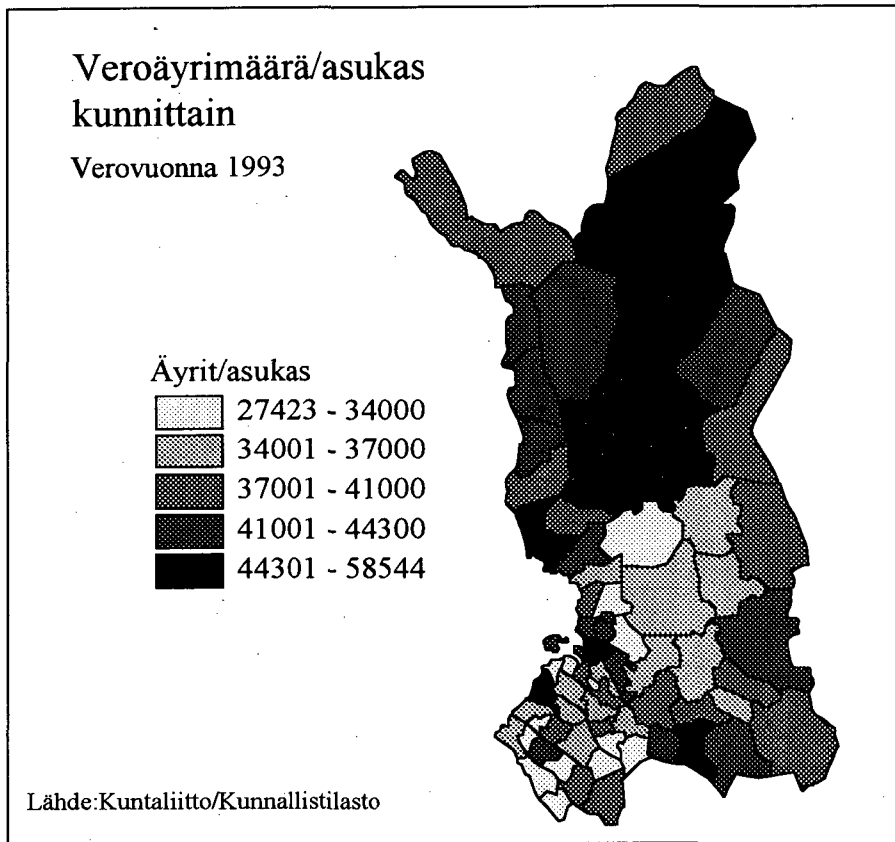 Veroäyrimäärä/asukas
kunnittain
Verovuonna 1993
Äyrit/asukas
27423 - 34000
34001 - 37000
37001 - 41000
41001 - 44300
44301 - 58544
Lähde:Kuntaliitto/Kunnallistilasto